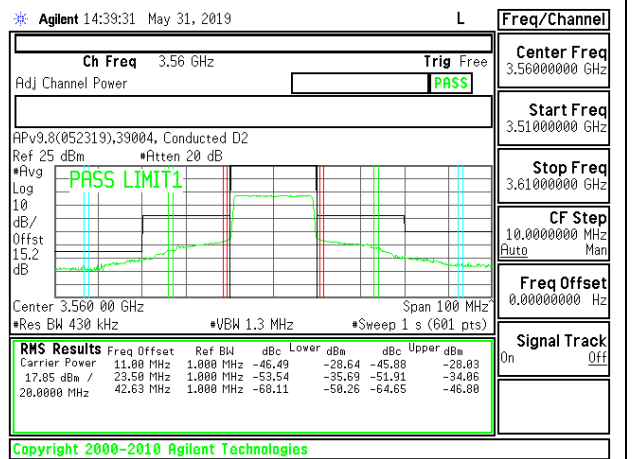 Agilent 14:39:31 May 31, 2019 L
Freq/Channel
Ch Freq 3.56 GHz Trig Free
Adj Channel Power PASS
APv9.8(052319),39004, Conducted D2
Ref 25 dBm #Atten 20 dB
#Avg
Log
10
dB/
Offst
15.2
dB
PASS LIMIT1
Center 3.560 00 GHz Span 100 MHz^
#Res BW 430 kHz #VBW 1.3 MHz #Sweep 1 s (601 pts)
RMS Results Freq Offset Ref BW dBc Lower dBm dBc Upper dBm
Carrier Power 11.00 MHz 1.000 MHz -46.49 -28.64 -45.88 -28.03
17.85 dBm / 23.50 MHz 1.000 MHz -53.54 -35.69 -51.91 -34.06
20.0000 MHz 42.63 MHz 1.000 MHz -68.11 -50.26 -64.65 -46.80
Center Freq
3.56000000 GHz
Start Freq
3.51000000 GHz
Stop Freq
3.61000000 GHz
CF Step
10.0000000 MHz
Auto Man
Freq Offset
0.00000000 Hz
Signal Track
On Off
Copyright 2000-2010 Agilent Technologies